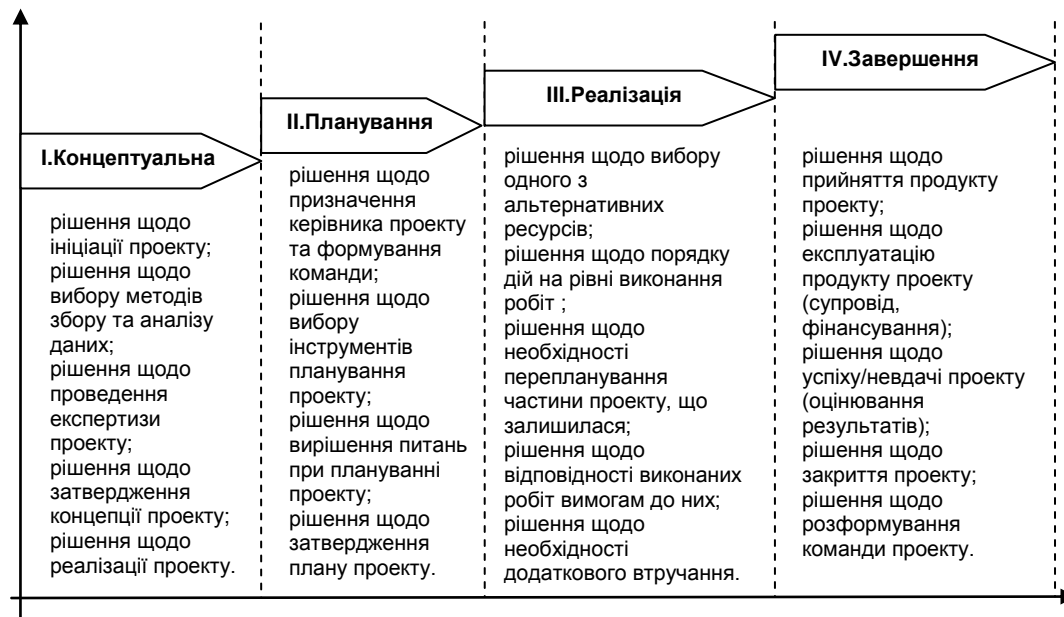 I.Концептуальна
рішення щодо
ініціації проекту;
рішення щодо
вибору методів
збору та аналізу
даних;
рішення щодо
проведення
експертизи
проекту;
рішення щодо
затвердження
концепції проекту;
рішення щодо
реалізації проекту.
II.Планування
рішення щодо
призначення
керівника проекту
та формування
команди;
рішення щодо
вибору
інструментів
планування
проекту;
рішення щодо
вирішення питань
при плануванні
проекту;
рішення щодо
затвердження
плану проекту.
III.Реалізація
рішення щодо вибору
одного з
альтернативних
ресурсів;
рішення щодо порядку
дій на рівні виконання
робіт ;
рішення щодо
необхідності
перепланування
частини проекту, що
залишилася;
рішення щодо
відповідності виконаних
робіт вимогам до них;
рішення щодо
необхідності
додаткового втручання.
IV.Завершення
рішення щодо
прийняття продукту
проекту;
рішення щодо
експлуатацію
продукту проекту
(супровід,
фінансування);
рішення щодо
успіху/невдачі проекту
(оцінювання
результатів);
рішення щодо
закриття проекту;
рішення щодо
розформування
команди проекту.